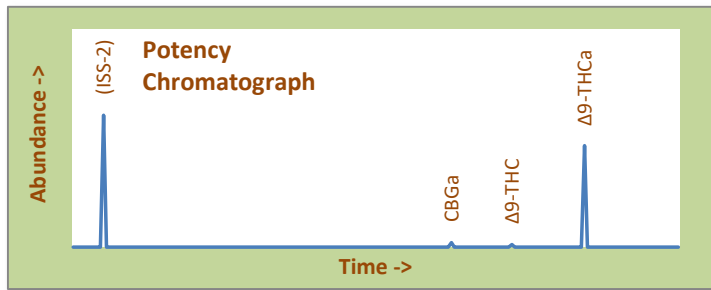 Potency
Chromatograph
Abundance ->
(ISS-2)
CBGa
Δ9-THC
Δ9-THCa
Time ->